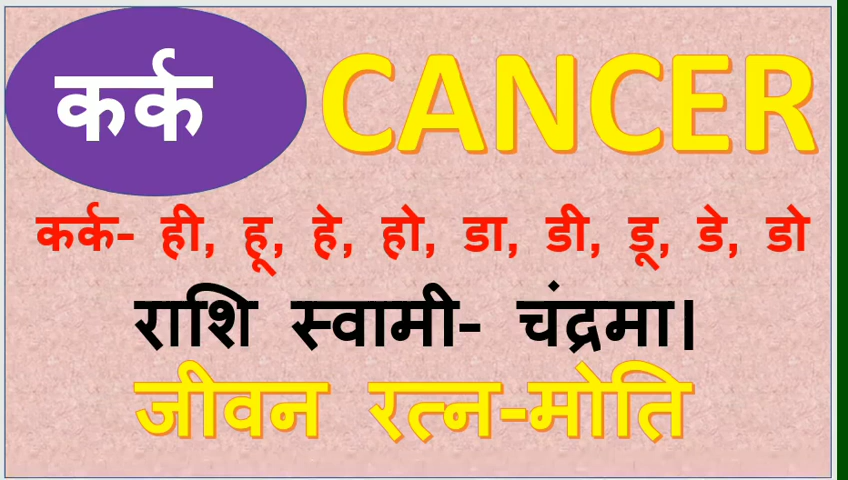 कर्क CANCER
कर्क- ही, हू, हे, हो, डा, डी, डू, डे, डो
राशि स्वामी- चंद्रमा।
जीवन रत्न-मोति